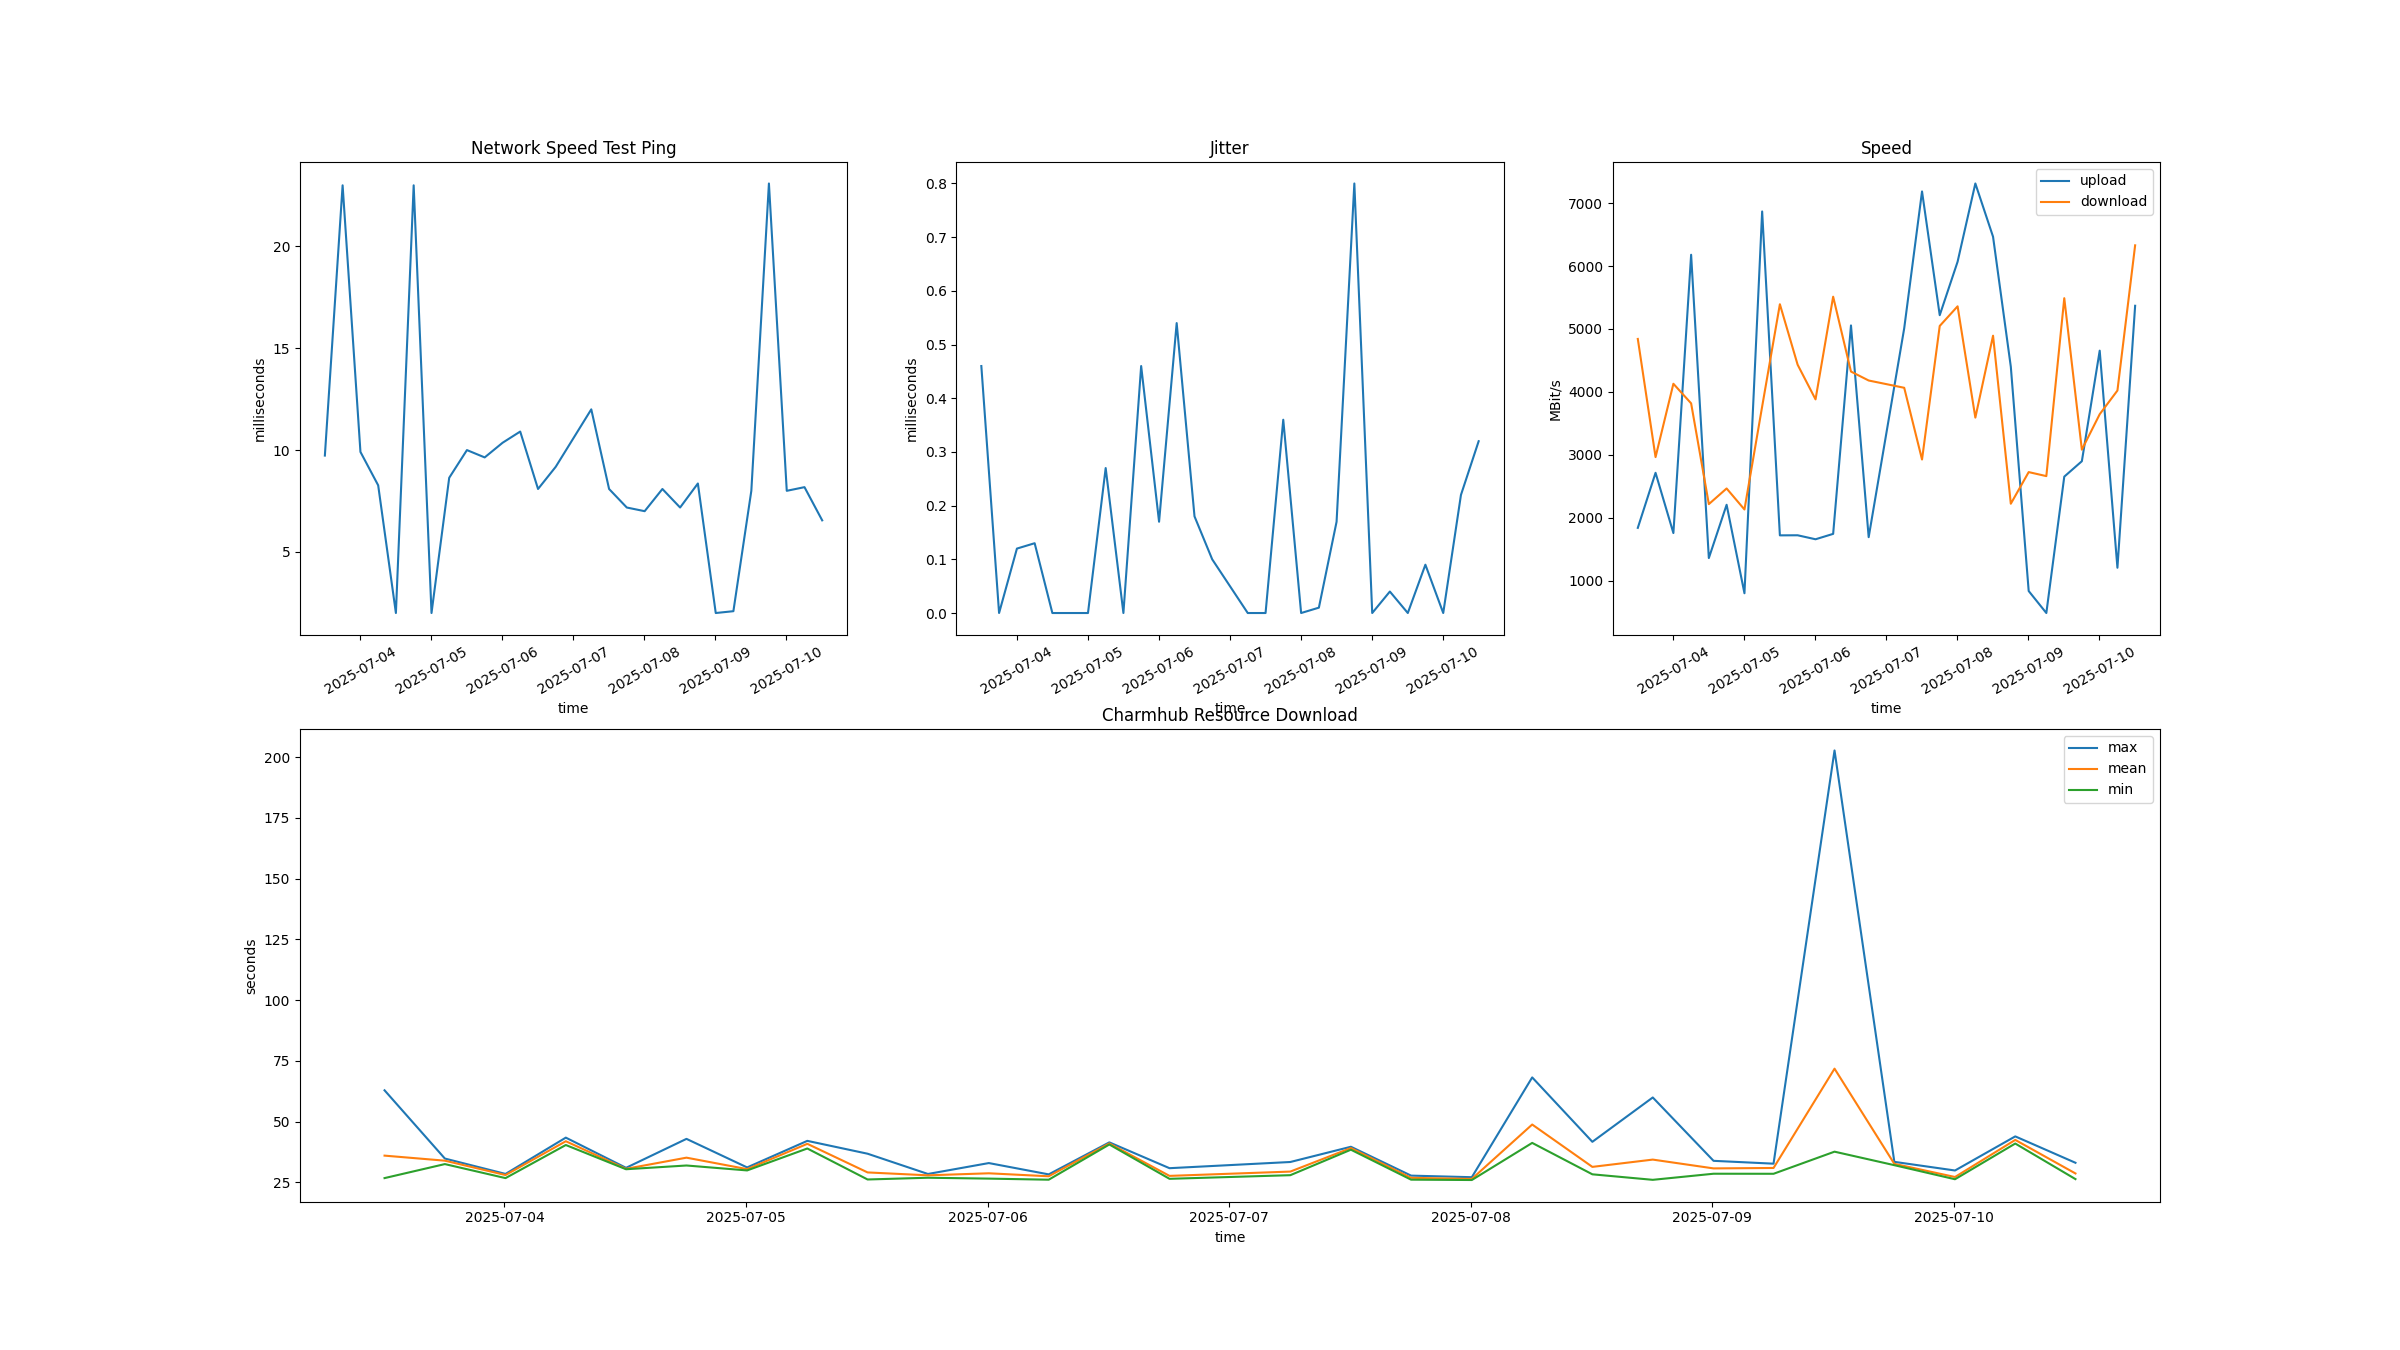 Network Speed Test Ping
milliseconds
20
15
10
5
2025-07-04 2025-07-05 2025-07-06 2025-07-07 2025-07-08 2025-07-09 2025-07-10
time
Jitter
milliseconds
0.8
0.7
0.6
0.5
0.4
0.3
0.2
0.1
0.0
2025-07-04 2025-07-05 2025-07-06 2025-07-07 2025-07-08 2025-07-09 2025-07-10
time
Speed
upload
download
MBit/s
7000
6000
5000
4000
3000
2000
1000
2025-07-04 2025-07-05 2025-07-06 2025-07-07 2025-07-08 2025-07-09 2025-07-10
time
Charmhub Resource Download
max
mean
min
seconds
200
175
150
125
100
75
50
25
2025-07-04 2025-07-05 2025-07-06 2025-07-07 2025-07-08 2025-07-09 2025-07-10
time